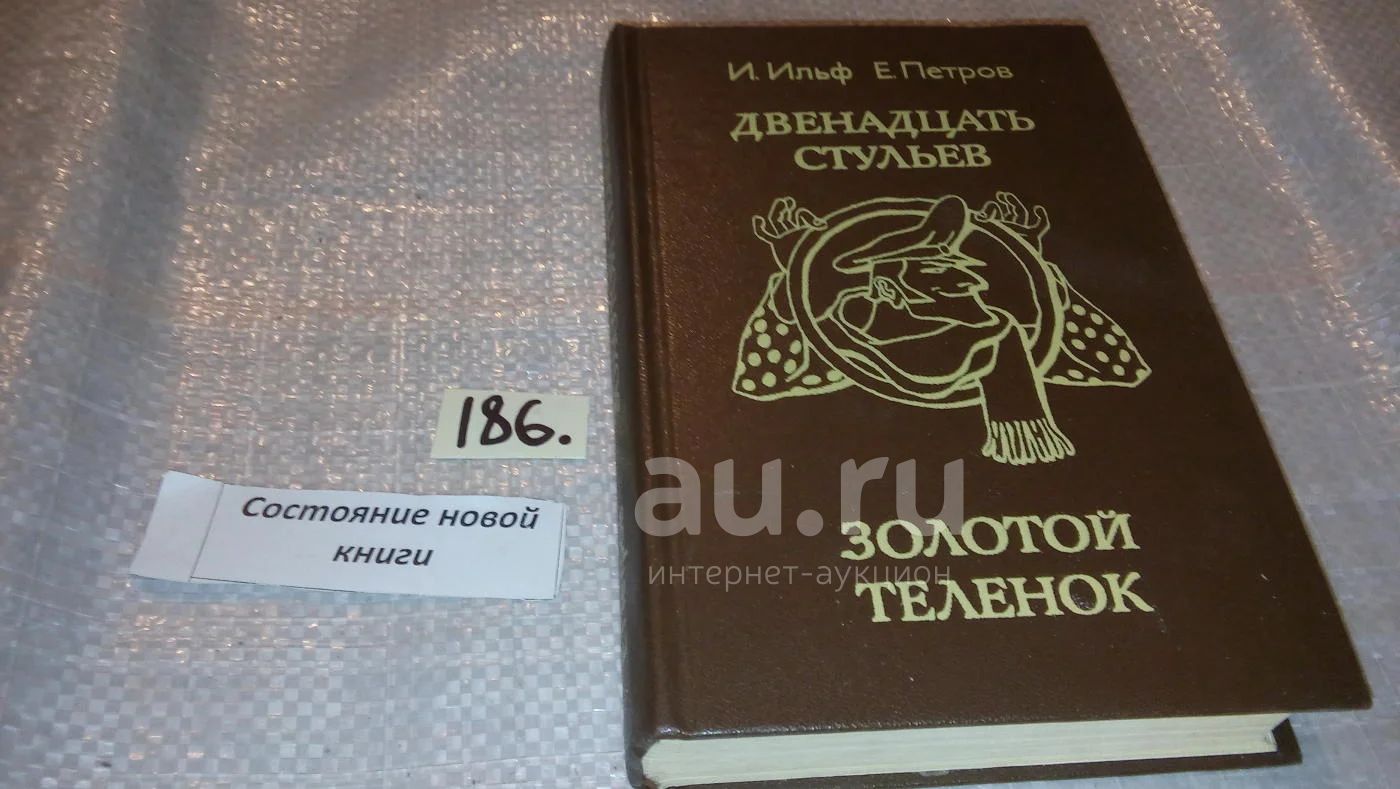 И. Ильф Е. Петров
ДВЕНАДЦАТЬ
СТУЛЬЕВ
186.
Состояние новой
книги
au.ru
интернет-аукцион
ЗОЛОТОЙ
ТЕЛЕНОК